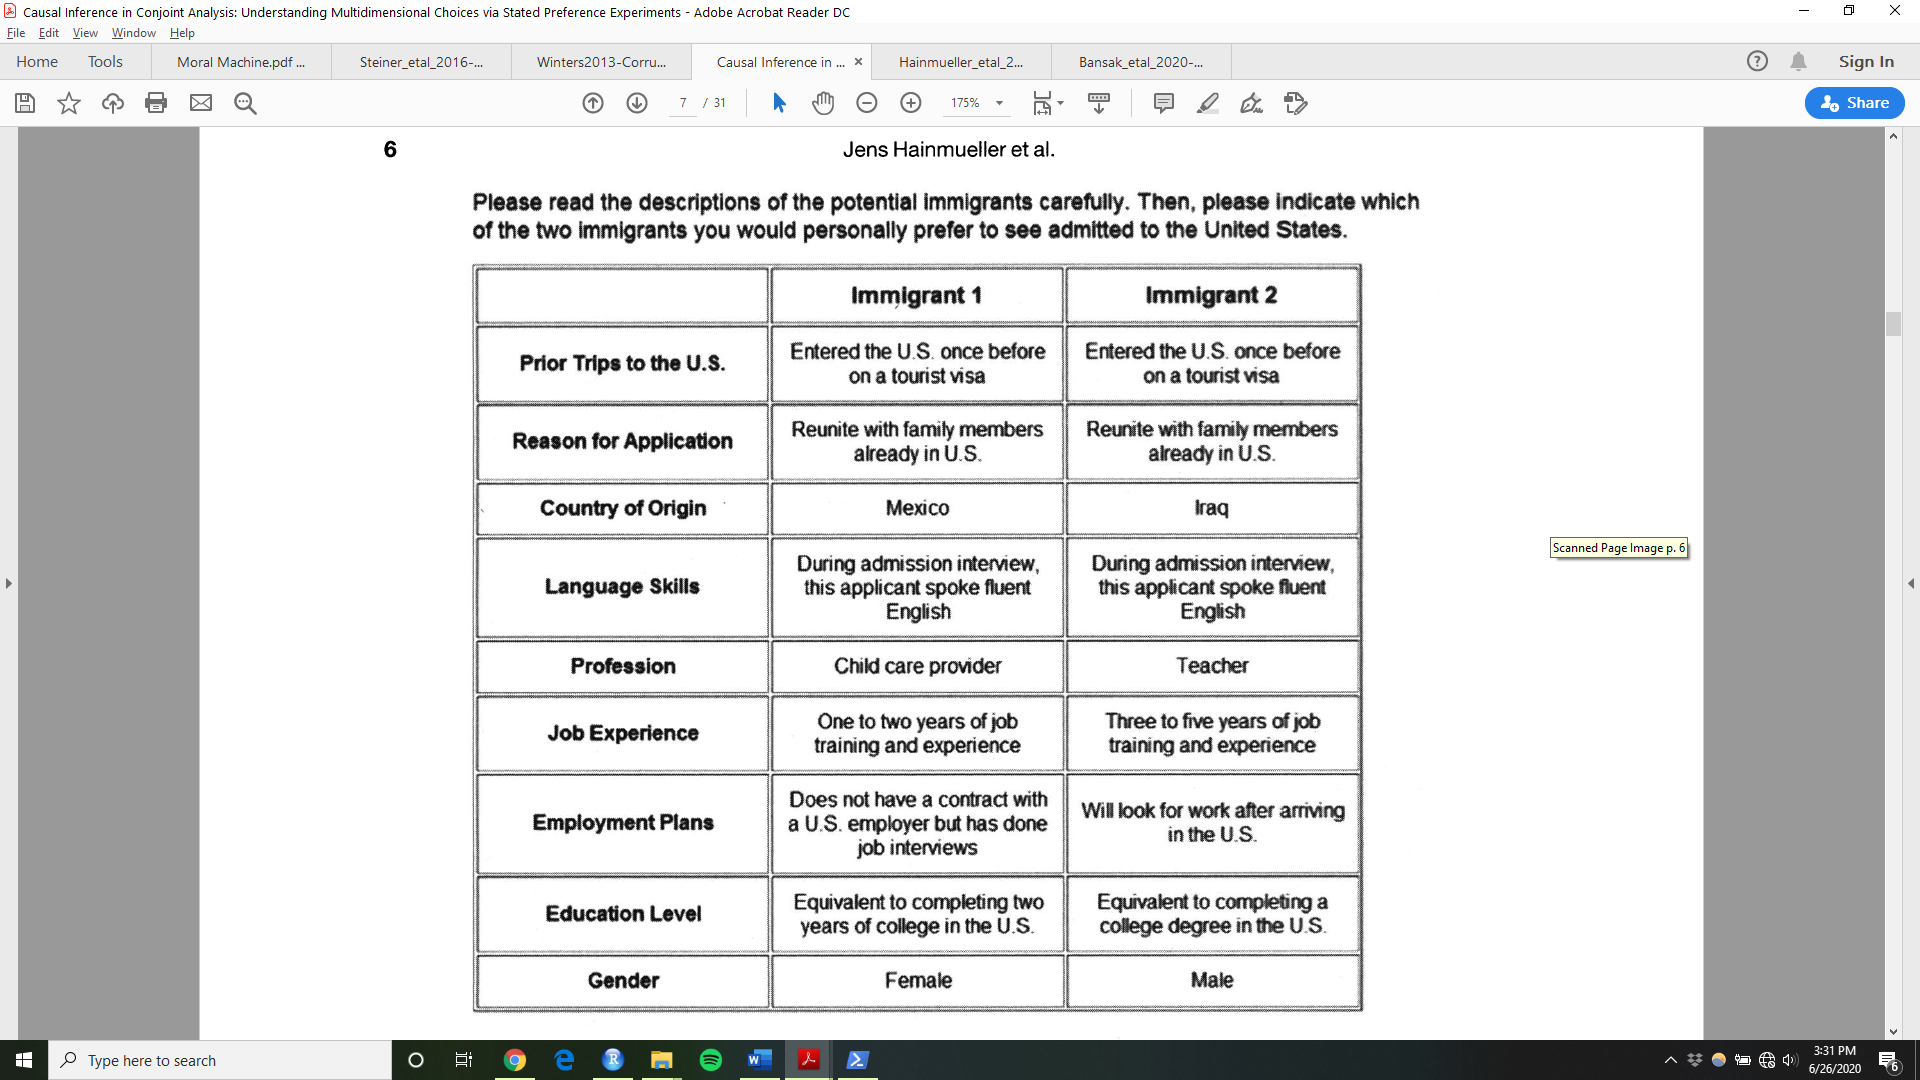 Causal Inference in Conjoint Analysis: Understanding Multidimensional Choices via Stated Preference Experiments - Adobe Acrobat Reader DC
File Edit View Window Help
Home Tools Moral Machine.pdf ... Steiner_etal_2016-... Winters2013-Corru... Causal Inference in ... × Hainmueller_etal_2... Bansak_etal_2020-... Sign In
7 / 31 175% Share
6 Jens Hainmueller et al.
Please read the descriptions of the potential immigrants carefully. Then, please indicate which
of the two immigrants you would personally prefer to see admitted to the United States.
Immigrant 1 Immigrant 2
Prior Trips to the U.S.
Entered the U.S. once before
on a tourist visa
Entered the U.S. once before
on a tourist visa
Reason for Application
Reunite with family members
already in U.S.
Reunite with family members
already in U.S.
Country of Origin Mexico Iraq
Scanned Page Image p. 6
Language Skills
During admission interview,
this applicant spoke fluent
English
During admission interview,
this applicant spoke fluent
English
Profession Child care provider Teacher
Job Experience
One to two years of job
training and experience
Three to five years of job
training and experience
Employment Plans
Does not have a contract with
a U.S. employer but has done
job interviews
Will look for work after arriving
in the U.S.
Education Level
Equivalent to completing two
years of college in the U.S.
Equivalent to completing a
college degree in the U.S.
Gender Female Male
Type here to search
3:31 PM
6/26/2020
6